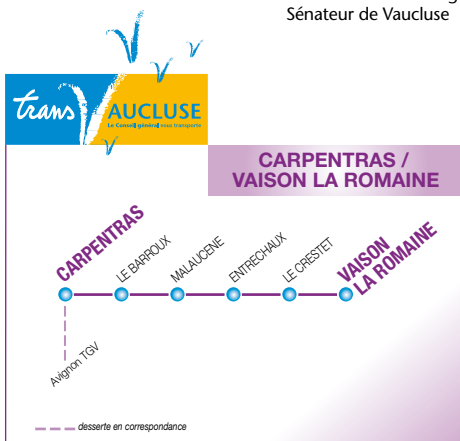 Sénateur de Vaucluse
trans VAUCLUSE
Le Conseil général vous transporte
CARPENTRAS /
VAISON LA ROMAINE
CARPENTRAS
LE BARROUX
MALAUCENE
ENTRECHAUX
LE CRESTET
VAISON
LA ROMAINE
Avignon TGV
desserte en correspondance